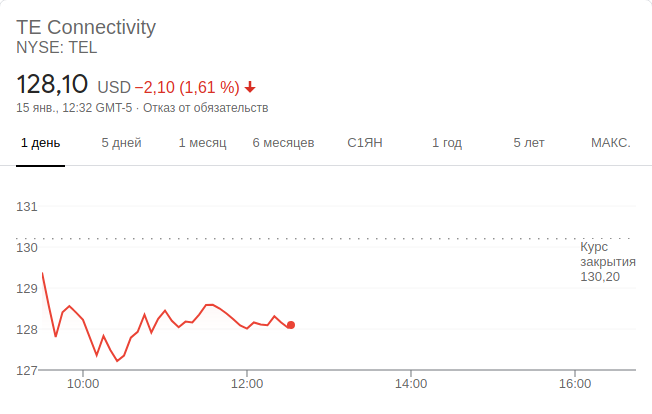 TE Connectivity
NYSE: TEL
128,10 USD −2,10 (1,61 %)
15 янв., 12:32 GMT-5 · Отказ от обязательств
1 день 5 дней 1 месяц 6 месяцев С1ЯН 1 год 5 лет МАКС.
131
130
Курс
закрытия
130,20
129
128
127
10:00 12:00 14:00 16:00